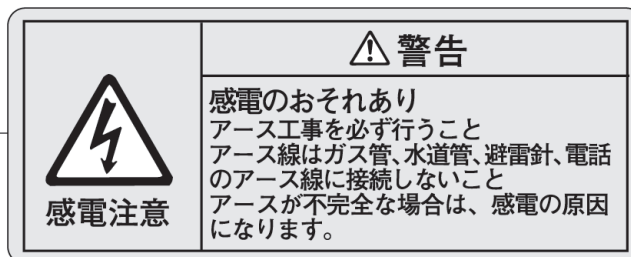 感電注意
警告
感電のおそれあり
アース工事を必ず行うこと
アース線はガス管、水道管、避雷針、電話
のアース線に接続しないこと
アースが不完全な場合は、感電の原因
になります。